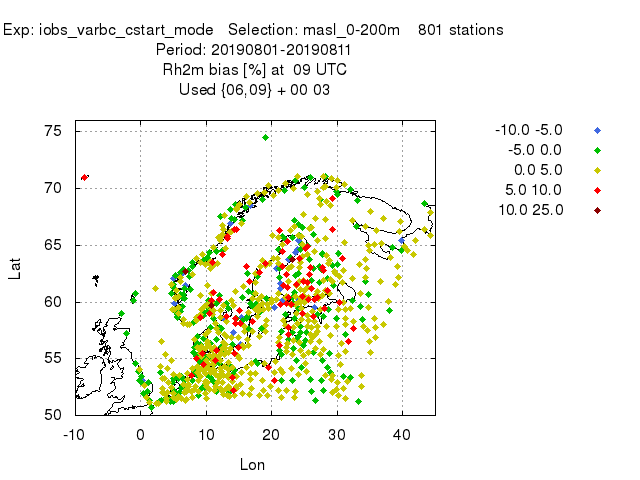 Exp: iobs_varbc_cstart_mode Selection: masl_0-200m 801 stations
Period: 20190801-20190811
Rh2m bias [%] at 09 UTC
Used {06,09} + 00 03
-10.0 -5.0
-5.0 0.0
0.0 5.0
5.0 10.0
10.0 25.0
75
70
65
60
55
50
Lat
-10 0 10 20 30 40
Lon